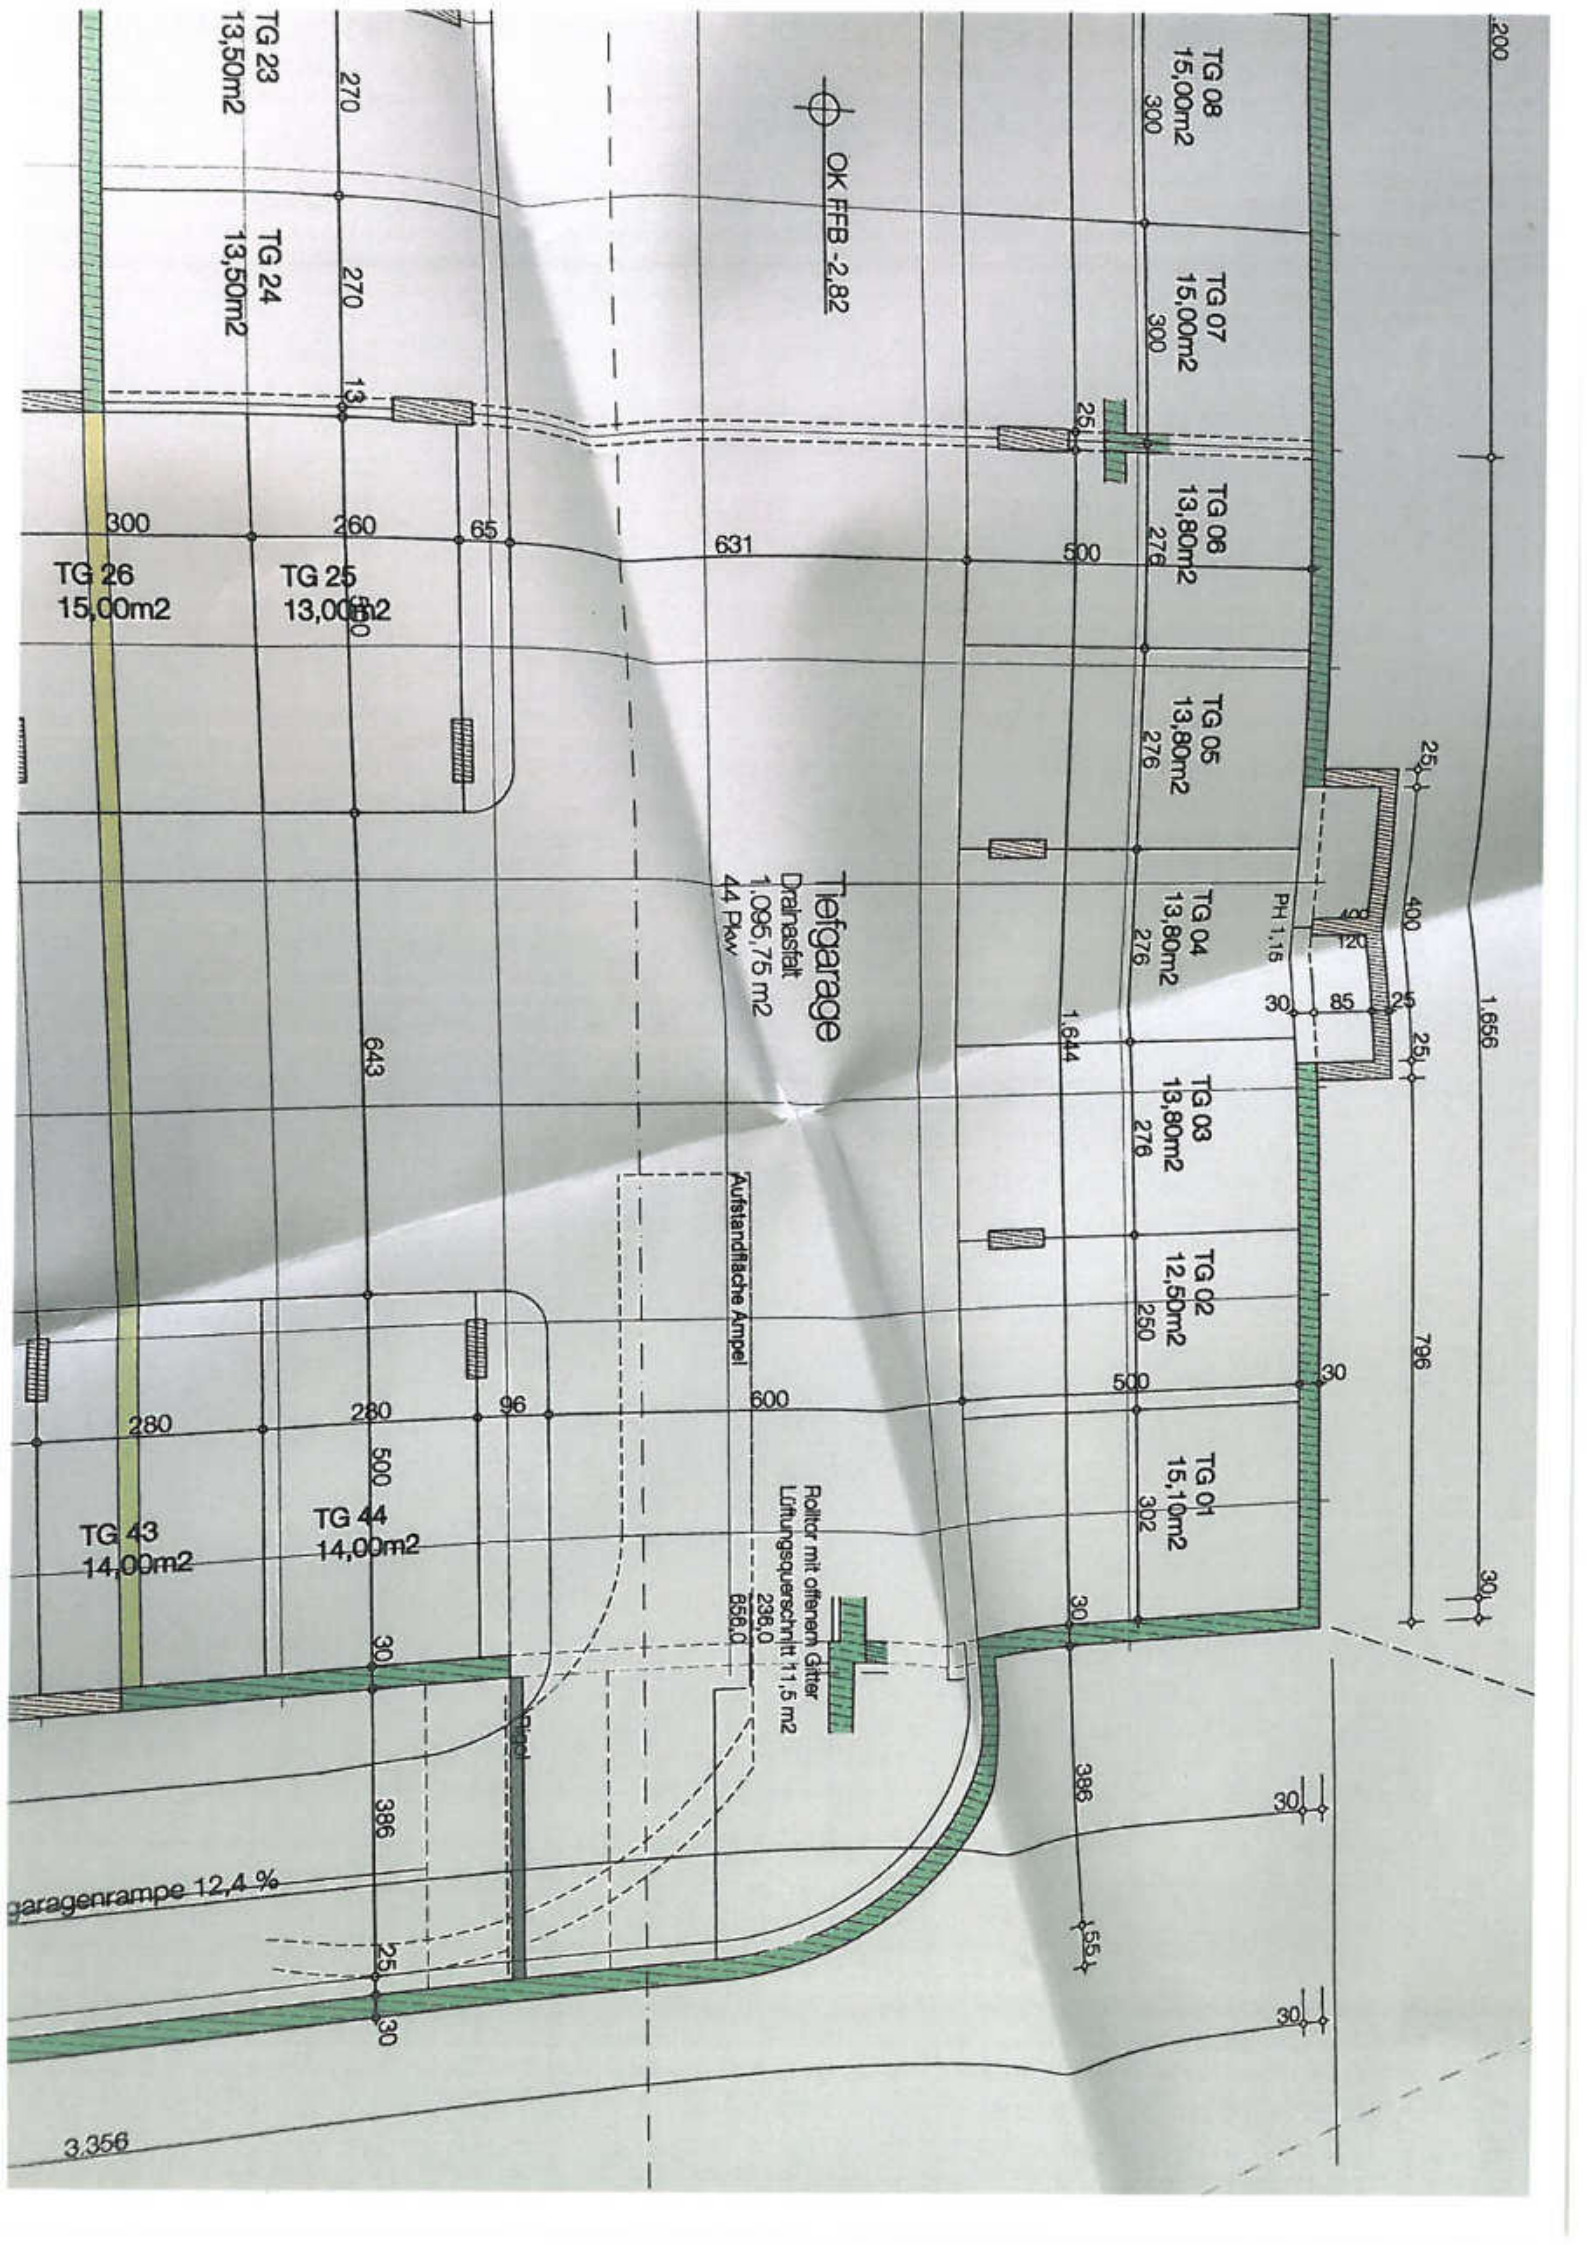 TG 23
13,50m2
270
TG 24
13,50m2
270
13
OK FFB -2,82
TG 08
15,00m2
300
TG 07
15,00m2
300
25
TG 06
13,80m2
276
300
260
65
631
500
TG 26
15,00m2
TG 25
13,00m2
TG 05
13,80m2
276
TG 04
13,80m2
276
PH 1,15
400
120
30
85
25
25
400
25
1,656
1,644
Tiefgarage
Drainasfalt
1.095,75 m2
44 Pkw
643
TG 03
13,80m2
276
Aufstandfläche Ampel
TG 02
12,50m2
250
796
280
280
96
600
500
30
500
TG 43
14,00m2
TG 44
14,00m2
TG 01
15,10m2
302
30
Rolltor mit offenem Gitter
Lüftungsquerschnitt 11,5 m2
236,0
656,0
30
30
386
386
55
30
30
garagenrampe 12,4 %
25
30
3.356